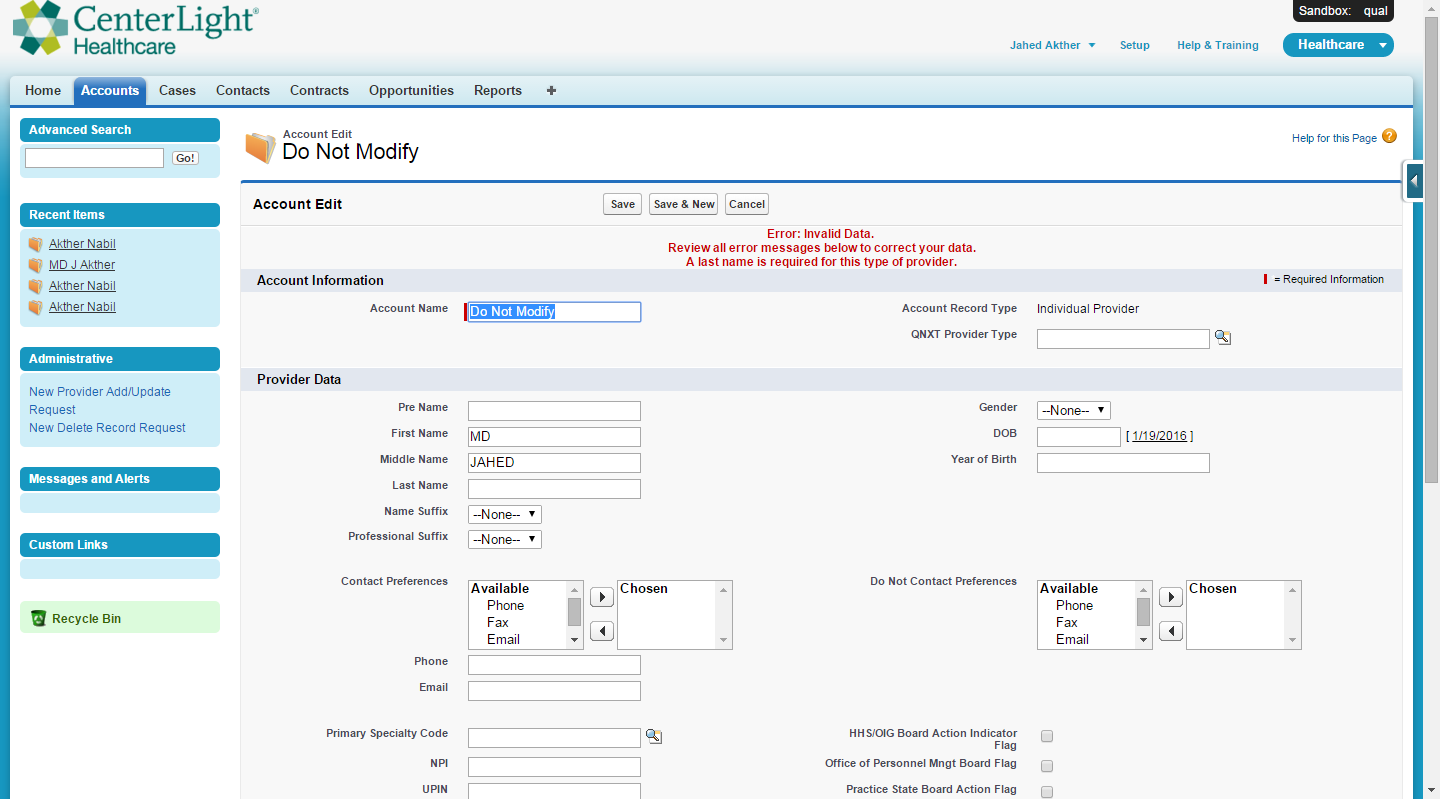 CenterLight®
Healthcare
Sandbox: qual
Jahed Akther
Setup
Help & Training
Healthcare
Home
Accounts
Cases
Contacts
Contracts
Opportunities
Reports
+
Advanced Search
Go!
Recent Items
Akther Nabil
MD J Akther
Akther Nabil
Akther Nabil
Administrative
New Provider Add/Update
Request
New Delete Record Request
Messages and Alerts
Custom Links
Recycle Bin
Account Edit
Do Not Modify
Help for this Page ?
Account Edit
Save
Save & New
Cancel
Error: Invalid Data.
Review all error messages below to correct your data.
A last name is required for this type of provider.
Account Information
= Required Information
Account Name
Do Not Modify
Account Record Type
Individual Provider
QNXT Provider Type
Provider Data
Pre Name
Gender
--None--
First Name
MD
DOB
[ 1/19/2016 ]
Middle Name
JAHED
Year of Birth
Last Name
Name Suffix
--None--
Professional Suffix
--None--
Contact Preferences
Available
Phone
Fax
Email
Chosen
Do Not Contact Preferences
Available
Phone
Fax
Email
Chosen
Phone
Email
Primary Specialty Code
HHS/OIG Board Action Indicator
Flag
NPI
Office of Personnel Mngt Board Flag
UPIN
Practice State Board Action Flag